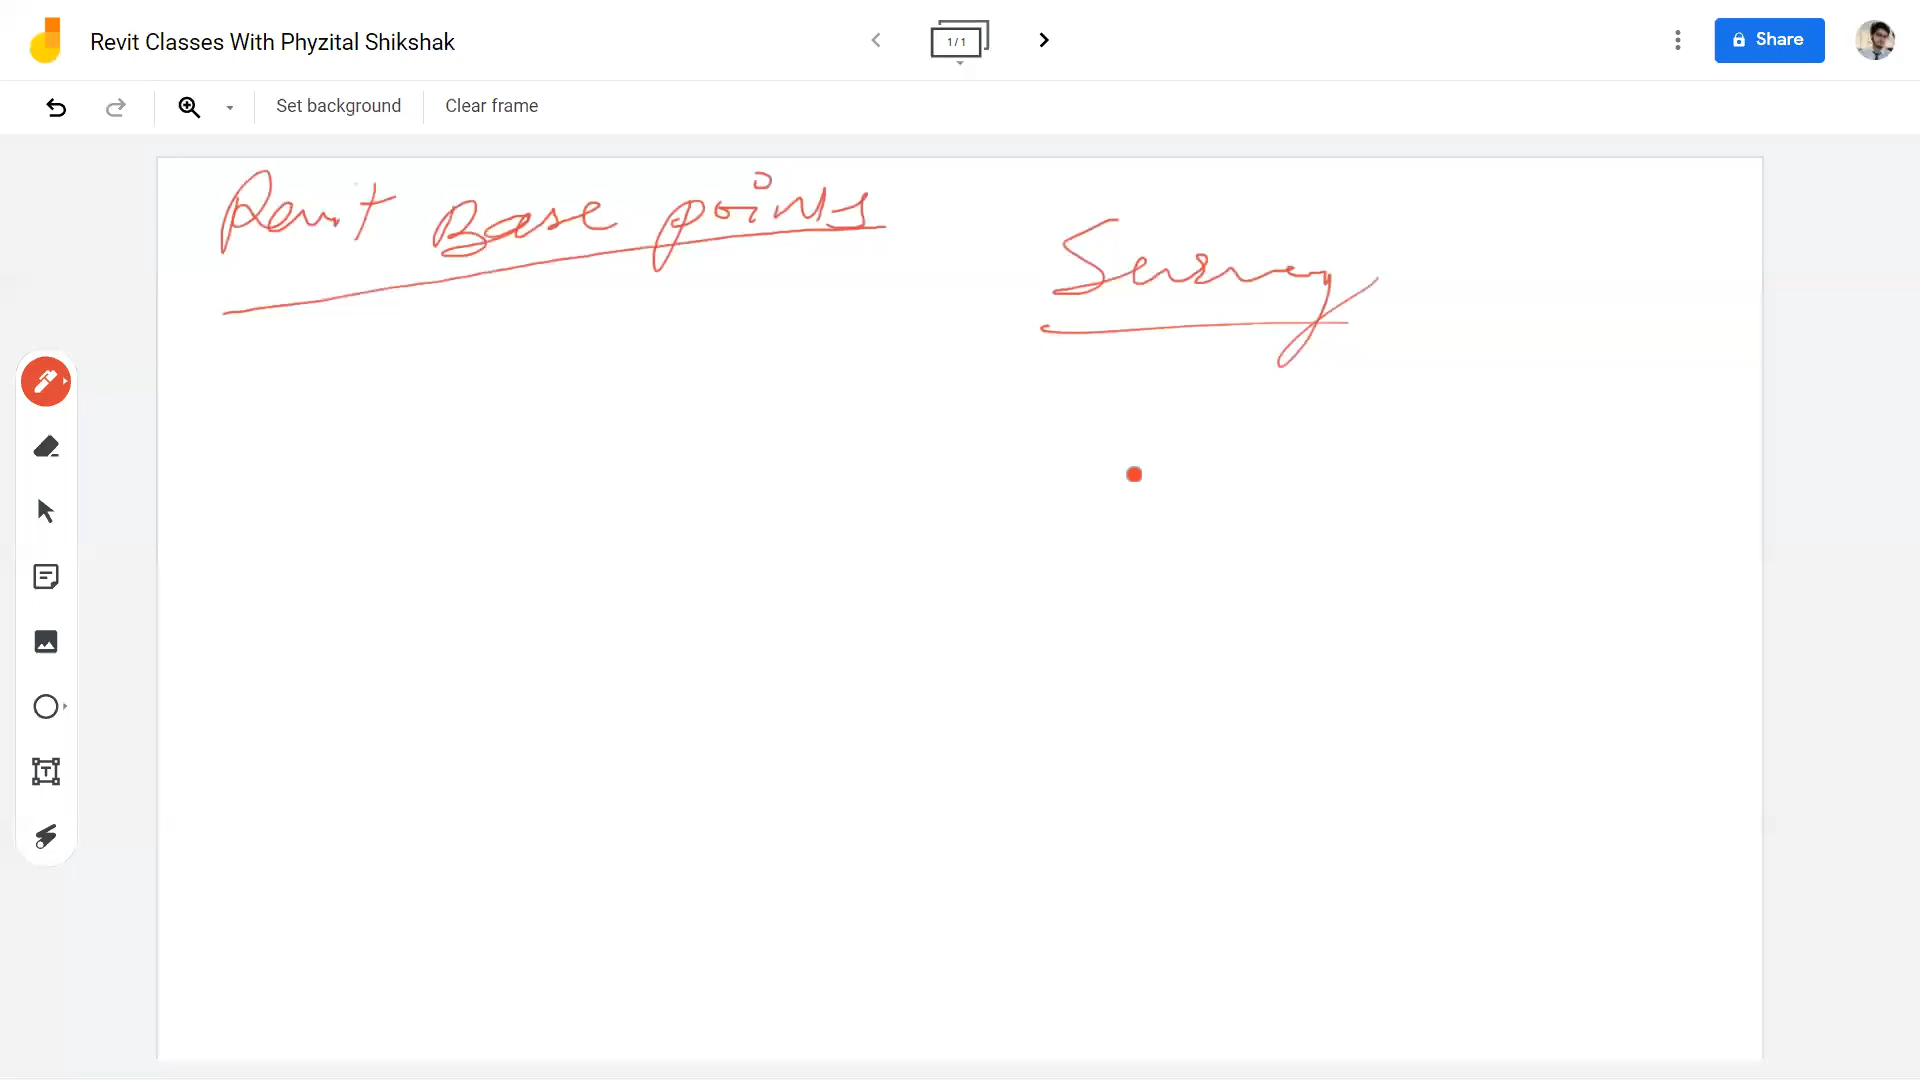 Revit Classes With Phyzital Shikshak
1/1
Share
Set background
Clear frame
Revit Base points
Survey